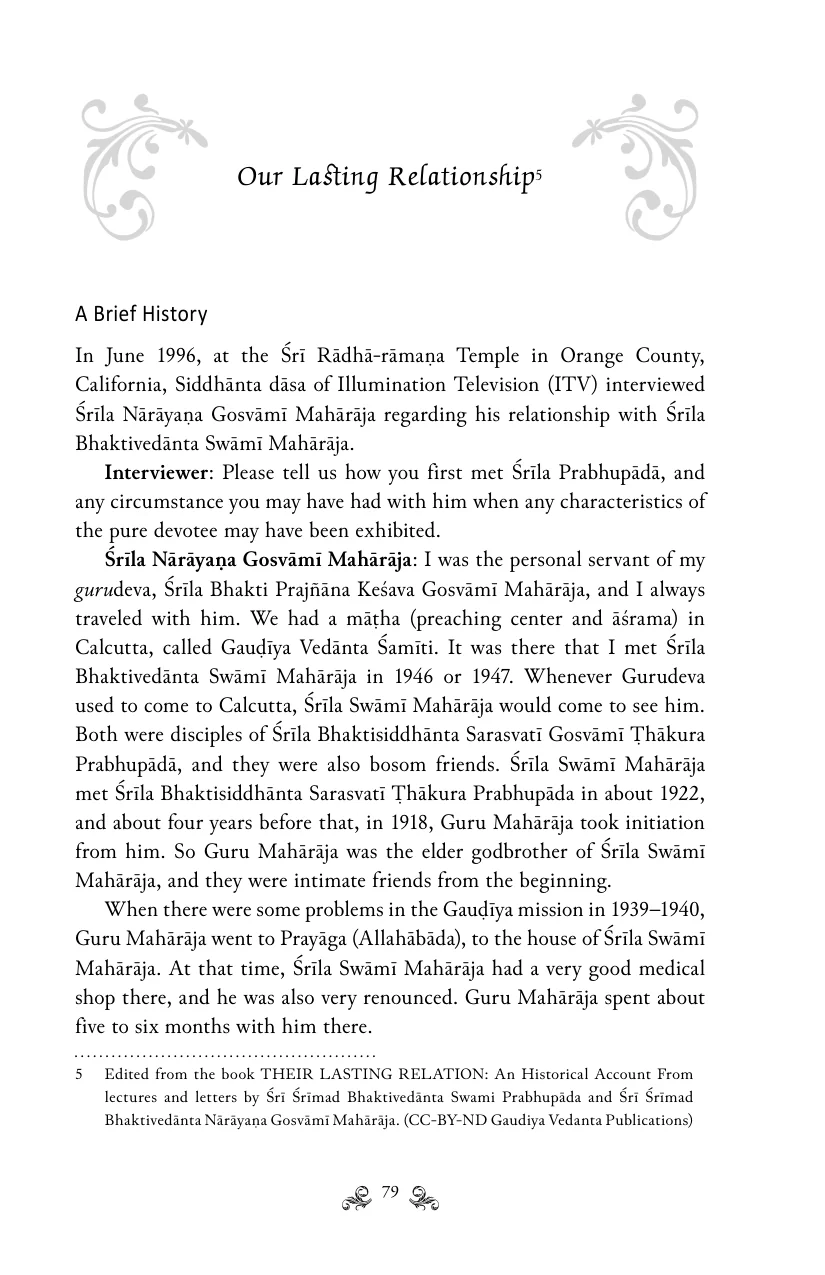 Our Lasting Relationship5
A Brief History
In June 1996, at the Śrī Rādhā-rāmaṇa Temple in Orange County,
California, Siddhānta dāsa of Illumination Television (ITV) interviewed
Śrīla Nārāyaṇa Gosvāmī Mahārāja regarding his relationship with Śrīla
Bhaktivedānta Swāmī Mahārāja.
Interviewer: Please tell us how you first met Śrīla Prabhupādā, and
any circumstance you may have had with him when any characteristics of
the pure devotee may have been exhibited.
Śrīla Nārāyaṇa Gosvāmī Mahārāja: I was the personal servant of my
gurudeva, Śrīla Bhakti Prajñāna Keśava Gosvāmī Mahārāja, and I always
traveled with him. We had a māṭha (preaching center and āśrama) in
Calcutta, called Gauḍīya Vedānta Śamīti. It was there that I met Śrīla
Bhaktivedānta Swāmī Mahārāja in 1946 or 1947. Whenever Gurudeva
used to come to Calcutta, Śrīla Swāmī Mahārāja would come to see him.
Both were disciples of Śrīla Bhaktisiddhānta Sarasvatī Gosvāmī Ṭhākura
Prabhupādā, and they were also bosom friends. Śrīla Swāmī Mahārāja
met Śrīla Bhaktisiddhānta Sarasvatī Ṭhākura Prabhupāda in about 1922,
and about four years before that, in 1918, Guru Mahārāja took initiation
from him. So Guru Mahārāja was the elder godbrother of Śrīla Swāmī
Mahārāja, and they were intimate friends from the beginning.
When there were some problems in the Gauḍīya mission in 1939–1940,
Guru Mahārāja went to Prayāga (Allahābāda), to the house of Śrīla Swāmī
Mahārāja. At that time, Śrīla Swāmī Mahārāja had a very good medical
shop there, and he was also very renounced. Guru Mahārāja spent about
five to six months with him there.
5 Edited from the book THEIR LASTING RELATION: An Historical Account From
lectures and letters by Śrī Śrīmad Bhaktivedānta Swami Prabhupāda and Śrī Śrīmad
Bhaktivedānta Nārāyaṇa Gosvāmī Mahārāja. (CC-BY-ND Gaudiya Vedanta Publications)
79